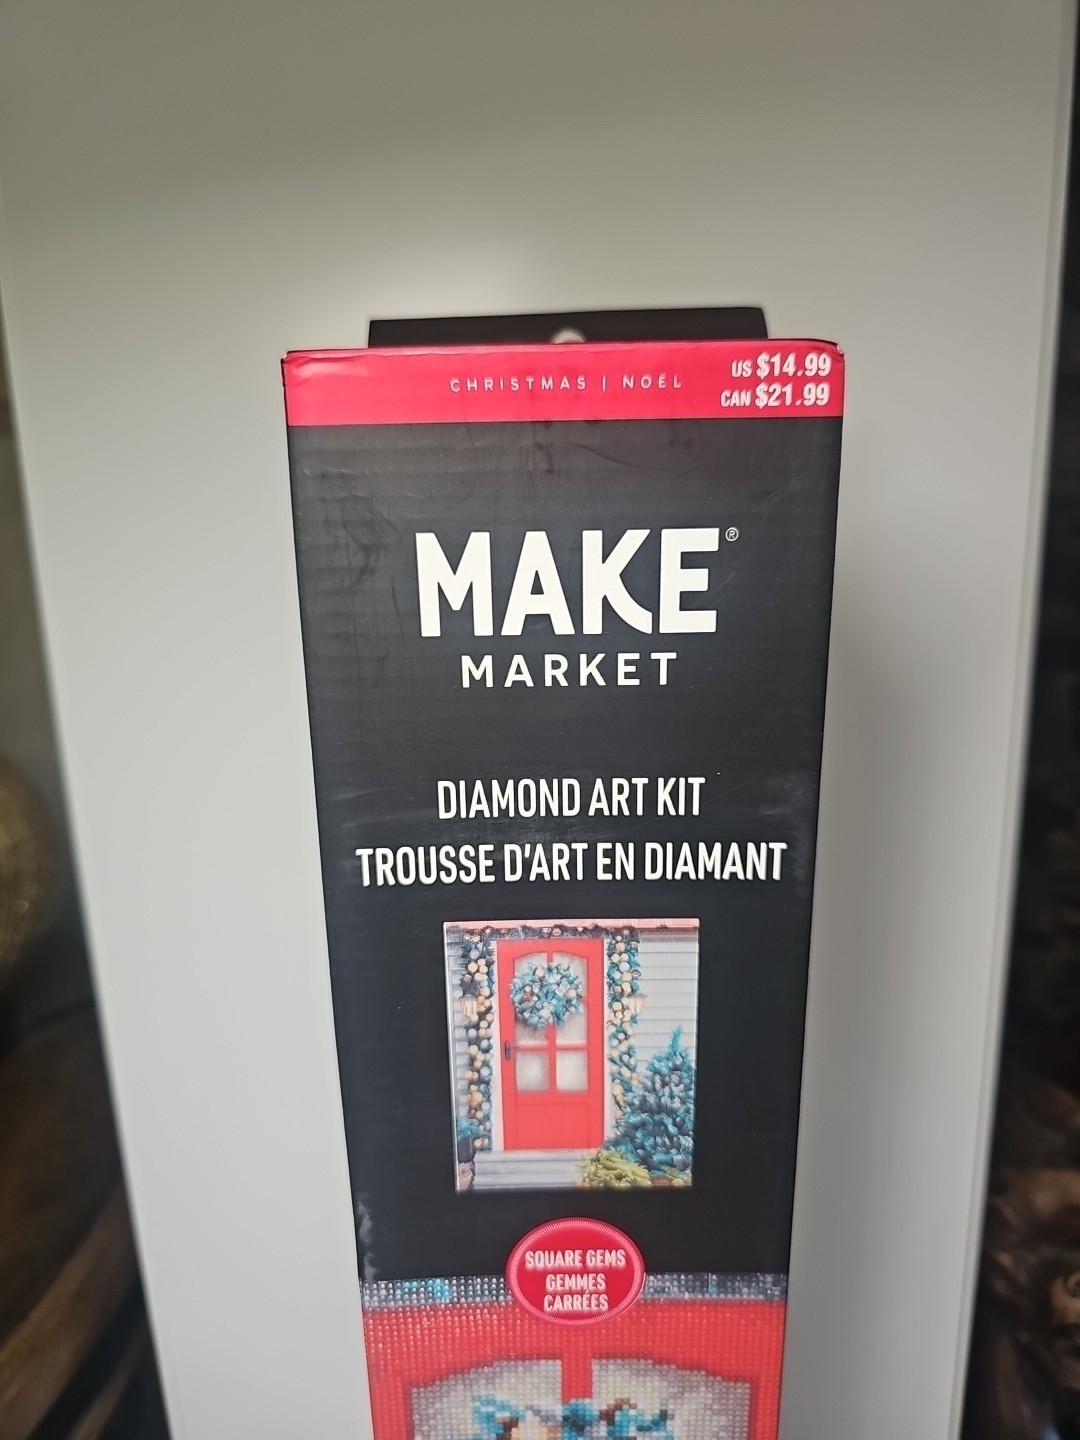 CHRISTMAS | NOËL
US $14.99
CAN $21.99
MAKE®
MARKET
DIAMOND ART KIT
TROUSSE D'ART EN DIAMANT
SQUARE GEMS
GEMMES
CARRÉES